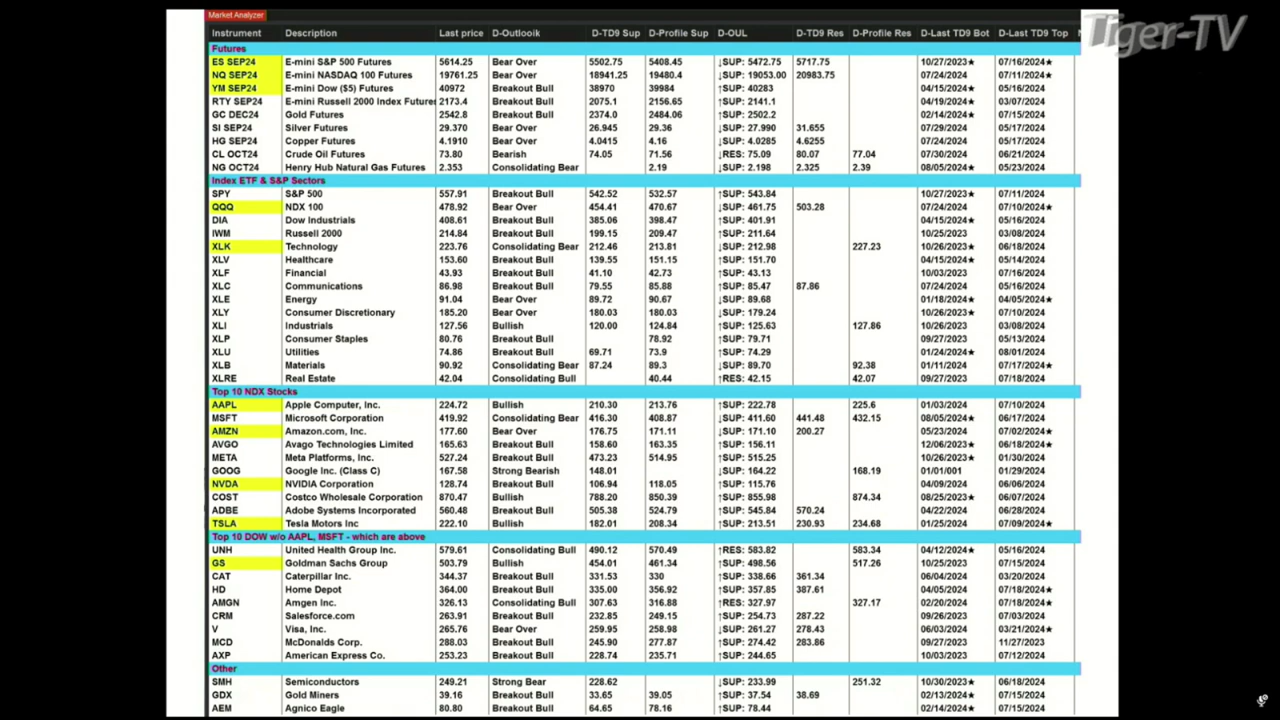 Market Analyzer
Tiger-TV
Instrument Description Last price D-Outlooik D-TD9 Sup D-Profile Sup D-OUL D-TD9 Res D-Profile Res D-Last TD9 Bot D-Last TD9 Top
Futures
ES SEP24 E-mini S&P 500 Futures 5614.25 Bear Over 5502.75 5408.45 ↓SUP: 5472.75 5717.75 10/27/2023★ 07/16/2024★
NQ SEP24 E-mini NASDAQ 100 Futures 19761.25 Bear Over 18941.25 19480.4 ↓SUP: 19053.00 20983.75 07/24/2024 07/11/2024★
YM SEP24 E-mini Dow ($5) Futures 40972 Breakout Bull 38970 39984 ↑SUP: 40283 04/15/2024★ 05/16/2024
RTY SEP24 E-mini Russell 2000 Index Futures 2173.4 Breakout Bull 2075.1 2156.65 ↑SUP: 2141.1 04/19/2024★ 03/07/2024
GC DEC24 Gold Futures 2542.8 Breakout Bull 2374.0 2484.06 ↑SUP: 2502.2 02/14/2024★ 07/15/2024
SI SEP24 Silver Futures 29.370 Bear Over 26.945 29.36 ↓SUP: 27.990 31.655 07/29/2024 05/17/2024
HG SEP24 Copper Futures 4.1910 Bear Over 4.0415 4.16 ↓SUP: 4.0285 4.6255 07/29/2024 05/17/2024
CL OCT24 Crude Oil Futures 73.80 Bearish 74.05 71.56 ↓RES: 75.09 80.07 77.04 07/30/2024 06/21/2024
NG OCT24 Henry Hub Natural Gas Futures 2.353 Consolidating Bear 2.19 ↓SUP: 2.198 2.325 2.39 08/05/2024★ 05/23/2024
Index ETF & S&P Sectors
SPY S&P 500 557.91 Breakout Bull 542.52 532.57 ↑SUP: 543.84 10/27/2023★ 07/11/2024
QQQ NDX 100 478.92 Bear Over 454.41 470.67 ↓SUP: 461.75 503.28 07/24/2024 07/10/2024★
DIA Dow Industrials 408.61 Breakout Bull 385.06 398.47 ↑SUP: 401.91 04/15/2024★ 05/16/2024
IWM Russell 2000 214.84 Breakout Bull 199.15 209.47 ↑SUP: 211.64 10/25/2023 03/08/2024
XLK Technology 223.76 Consolidating Bear 212.46 213.81 ↓SUP: 212.98 227.23 10/26/2023★ 06/18/2024
XLV Healthcare 153.60 Breakout Bull 139.55 151.15 ↑SUP: 151.70 04/15/2024 05/14/2024★
XLF Financial 43.93 Breakout Bull 41.10 42.73 ↑SUP: 43.13 10/03/2023 07/16/2024
XLC Communications 86.98 Breakout Bull 79.55 85.88 ↑SUP: 85.47 87.86 07/24/2024 05/16/2024
XLE Energy 91.04 Bear Over 89.72 90.67 ↓SUP: 89.68 01/18/2024★ 04/05/2024★
XLY Consumer Discretionary 185.20 Bear Over 180.03 180.03 ↓SUP: 179.24 10/26/2023★ 07/10/2024
XLI Industrials 127.56 Bullish 120.00 124.84 ↑SUP: 125.63 127.86 10/26/2023 03/08/2024
XLP Consumer Staples 80.76 Breakout Bull 78.92 ↑SUP: 79.71 09/27/2023 05/13/2024
XLU Utilities 74.86 Breakout Bull 69.71 73.9 ↑SUP: 74.29 01/24/2024★ 08/01/2024
XLB Materials 90.92 Consolidating Bear 87.24 89.3 ↓SUP: 89.70 92.38 01/11/2024 07/17/2024★
XLRE Real Estate 42.04 Consolidating Bull 40.44 ↑RES: 42.15 42.07 09/27/2023 07/18/2024
Top 10 NDX Stocks
AAPL Apple Computer, Inc. 224.72 Bullish 210.30 213.76 ↑SUP: 222.78 225.6 01/03/2024 07/10/2024
MSFT Microsoft Corporation 419.92 Consolidating Bear 416.30 408.87 ↓SUP: 411.60 441.48 432.15 08/05/2024★ 06/17/2024
AMZN Amazon.com, Inc. 177.60 Bear Over 176.75 171.11 ↓SUP: 171.10 200.27 05/23/2024 07/02/2024★
AVGO Avago Technologies Limited 165.63 Breakout Bull 158.60 163.35 ↑SUP: 156.11 12/06/2023★ 06/18/2024★
META Meta Platforms, Inc. 527.24 Breakout Bull 473.23 514.95 ↑SUP: 515.25 10/26/2023★ 01/30/2024
GOOG Google Inc. (Class C) 167.58 Strong Bearish 148.01 ↓SUP: 164.22 168.19 01/01/001 01/29/2024
NVDA NVIDIA Corporation 128.74 Breakout Bull 106.94 118.05 ↑SUP: 115.76 04/09/2024 06/06/2024
COST Costco Wholesale Corporation 870.47 Bullish 788.20 850.39 ↑SUP: 855.98 874.34 08/25/2023★ 06/07/2024
ADBE Adobe Systems Incorporated 560.48 Breakout Bull 505.38 524.79 ↑SUP: 545.84 570.24 04/22/2024 06/28/2024
TSLA Tesla Motors Inc 222.10 Bullish 182.01 208.34 ↑SUP: 213.51 230.93 234.68 01/25/2024 07/09/2024★
Top 10 DOW w/o AAPL, MSFT - which are above
UNH United Health Group Inc. 579.61 Consolidating Bull 490.12 570.49 ↑RES: 583.82 583.34 04/12/2024★ 05/16/2024
GS Goldman Sachs Group 503.79 Bullish 454.01 461.34 ↑SUP: 498.56 517.26 10/25/2023 07/15/2024
CAT Caterpillar Inc. 344.37 Breakout Bull 331.53 330 ↑SUP: 338.66 361.34 06/04/2024 03/20/2024
HD Home Depot 364.00 Breakout Bull 335.00 356.92 ↑SUP: 357.85 387.61 04/05/2024 07/18/2024★
AMGN Amgen Inc. 326.13 Consolidating Bull 307.63 316.88 ↑RES: 327.97 327.17 02/20/2024 07/18/2024★
CRM Salesforce.com 263.91 Breakout Bull 232.85 249.15 ↑SUP: 254.73 287.22 09/26/2023 07/03/2024
V Visa, Inc. 265.76 Bear Over 259.95 258.98 ↓SUP: 261.27 278.43 06/03/2024 03/21/2024★
MCD McDonalds Corp. 288.03 Breakout Bull 245.90 277.87 ↑SUP: 274.42 283.86 09/27/2023 11/27/2023
AXP American Express Co. 253.23 Breakout Bull 228.74 235.71 ↑SUP: 244.65 10/03/2023 07/12/2024
Other
SMH Semiconductors 249.21 Strong Bear 228.62 ↓SUP: 233.99 251.32 10/30/2023★ 06/18/2024
GDX Gold Miners 39.16 Breakout Bull 33.65 39.05 ↑SUP: 37.54 38.69 02/13/2024★ 07/15/2024
AEM Agnico Eagle 80.80 Breakout Bull 64.65 78.16 ↑SUP: 78.44 02/14/2024★ 07/15/2024